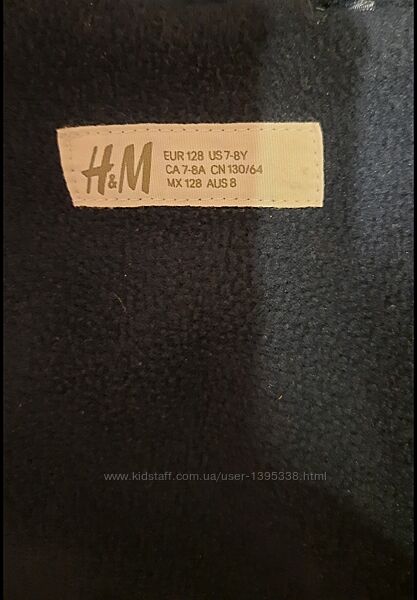 H&M
EUR 128 US 7-8Y
CA 7-8A CN 130/64
MX 128 AUS 8
www.kidstaff.com.ua/user-1395338.html